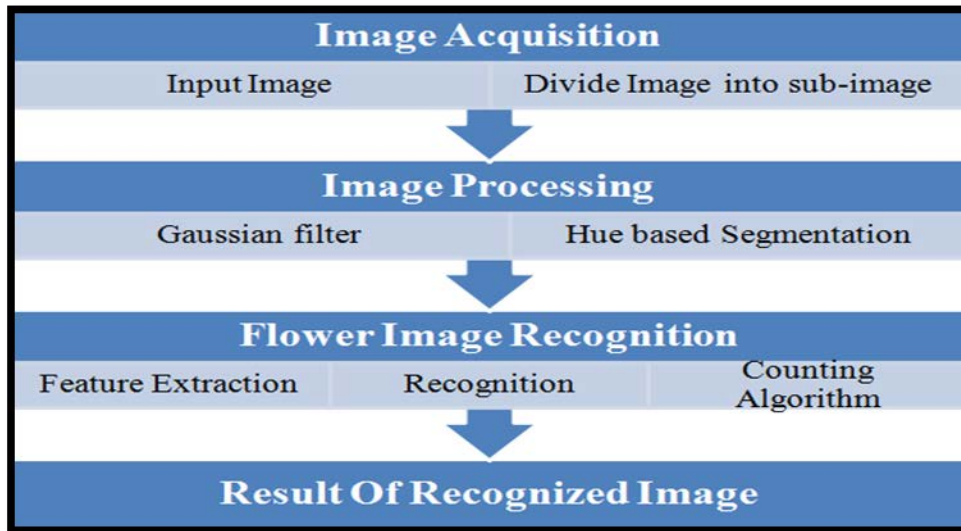 Image Acquisition
Input Image
Divide Image into sub-image
Image Processing
Gaussian filter
Hue based Segmentation
Flower Image Recognition
Feature Extraction
Recognition
Counting
Algorithm
Result Of Recognized Image